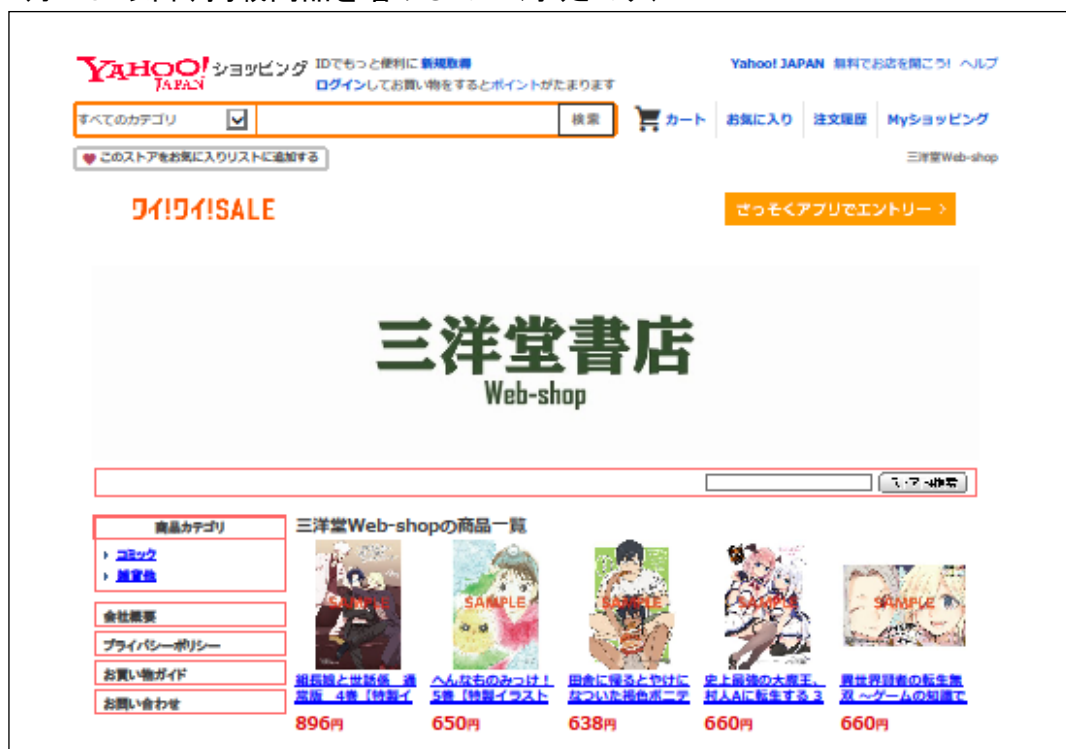 YAHOO! JAPAN ショッピング
IDでもっと便利に 新規取得
ログインしてお買い物をするとポイントがたまります
Yahoo! JAPAN 無料でお店を開こう! ヘルプ
すべてのカテゴリ
検索
カート お気に入り 注文履歴 Myショッピング
このストアをお気に入りリストに追加する
三洋堂Web-shop
ワイ!ワイ!SALE
さっそくアプリでエントリー >
三洋堂書店
Web-shop
商品カテゴリ
コミック
雑貨他
会社概要
プライバシーポリシー
お買い物ガイド
お問い合わせ
三洋堂Web-shopの商品一覧
SAMPLE SAMPLE SAMPLE SAMPLE SAMPLE
組長娘と世話係 通
常版 4巻【特製イ
896円
へんなものみっけ!
5巻【特製イラスト
650円
田舎に帰るとやけに
なついた褐色ポニテ
638円
史上最強の大魔王、
村人Aに転生する 3
660円
異世界賢者の転生無
双 ~ゲームの知識で
660円